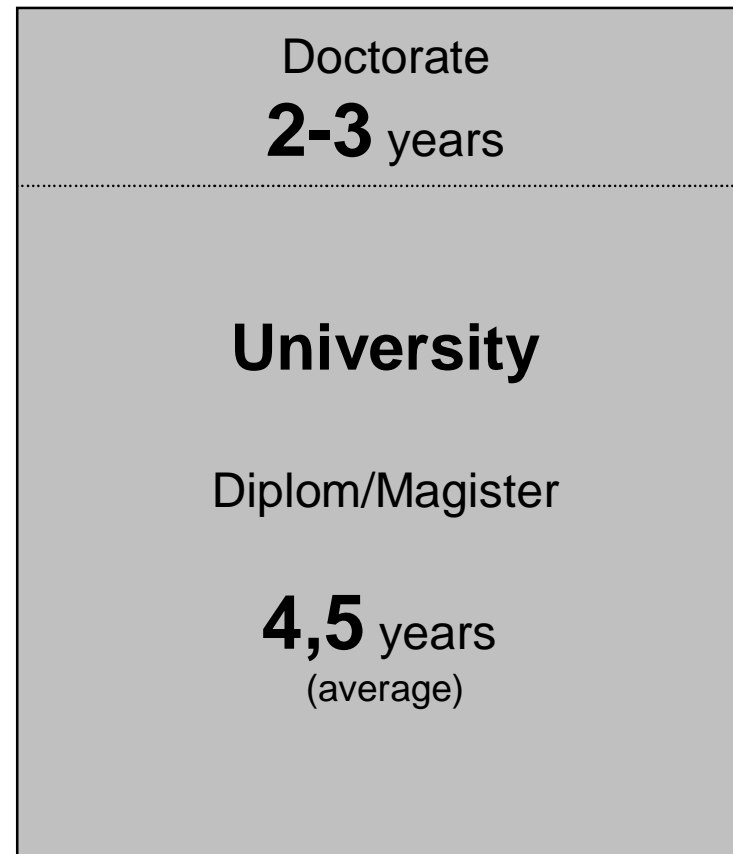 Doctorate
2-3 years
University
Diplom/Magister
4,5 years
(average)